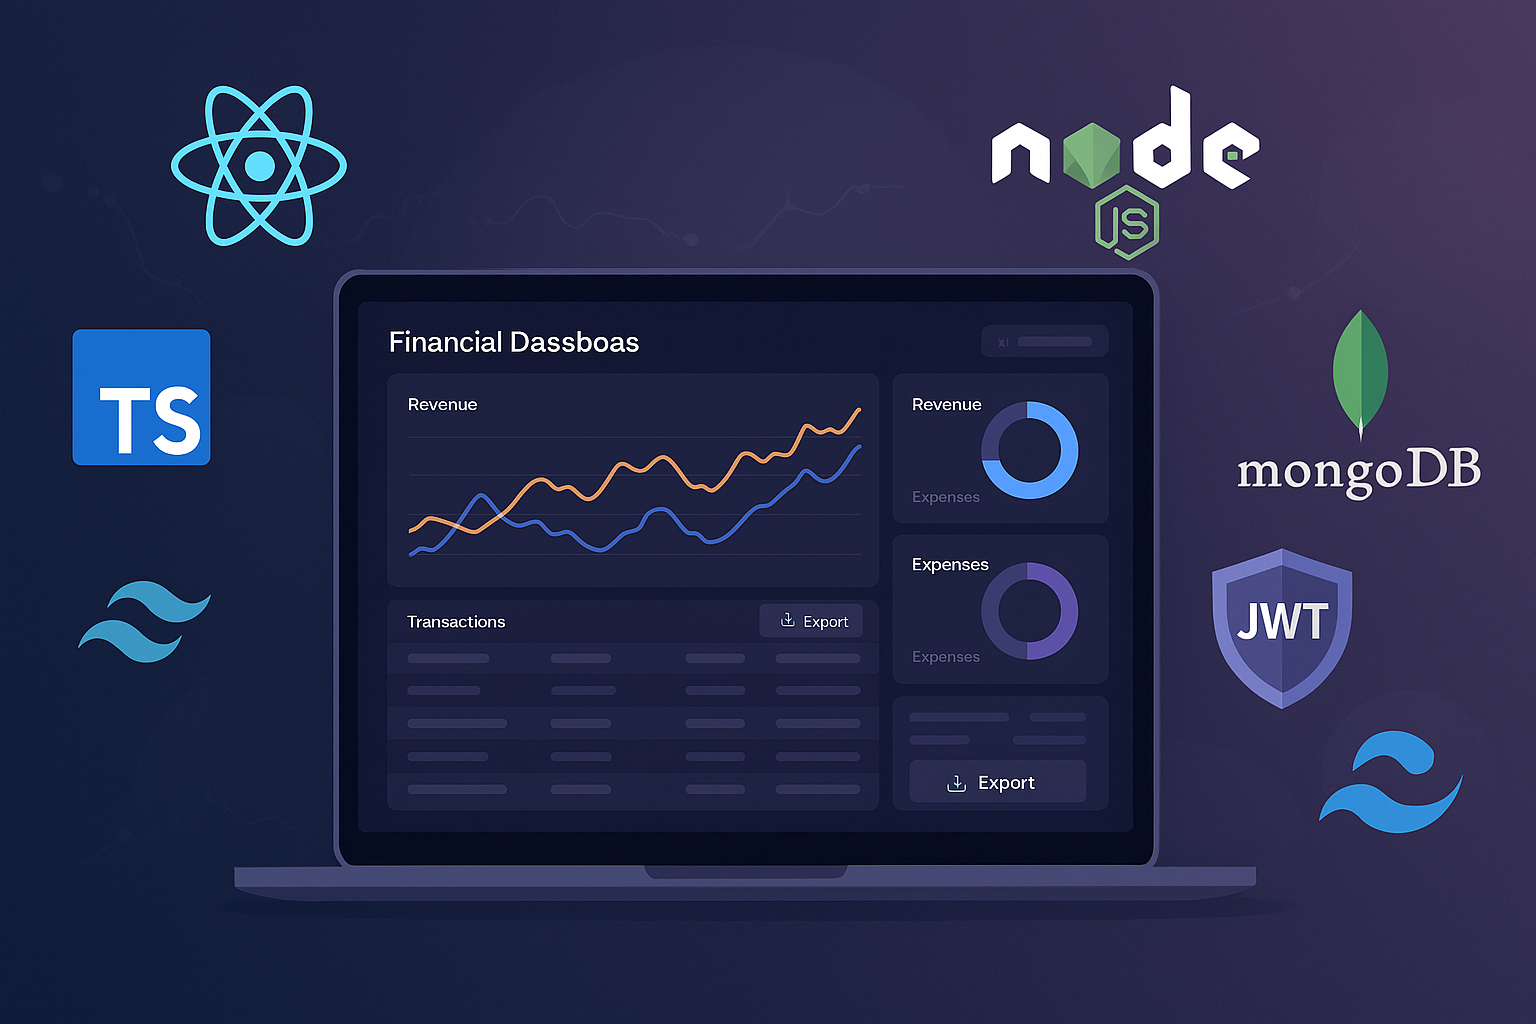 node
JS
TS
Financial Dassboas
Revenue
Revenue
Expenses
mongoDB
Expenses
Expenses
JWT
Transactions
Export
Export